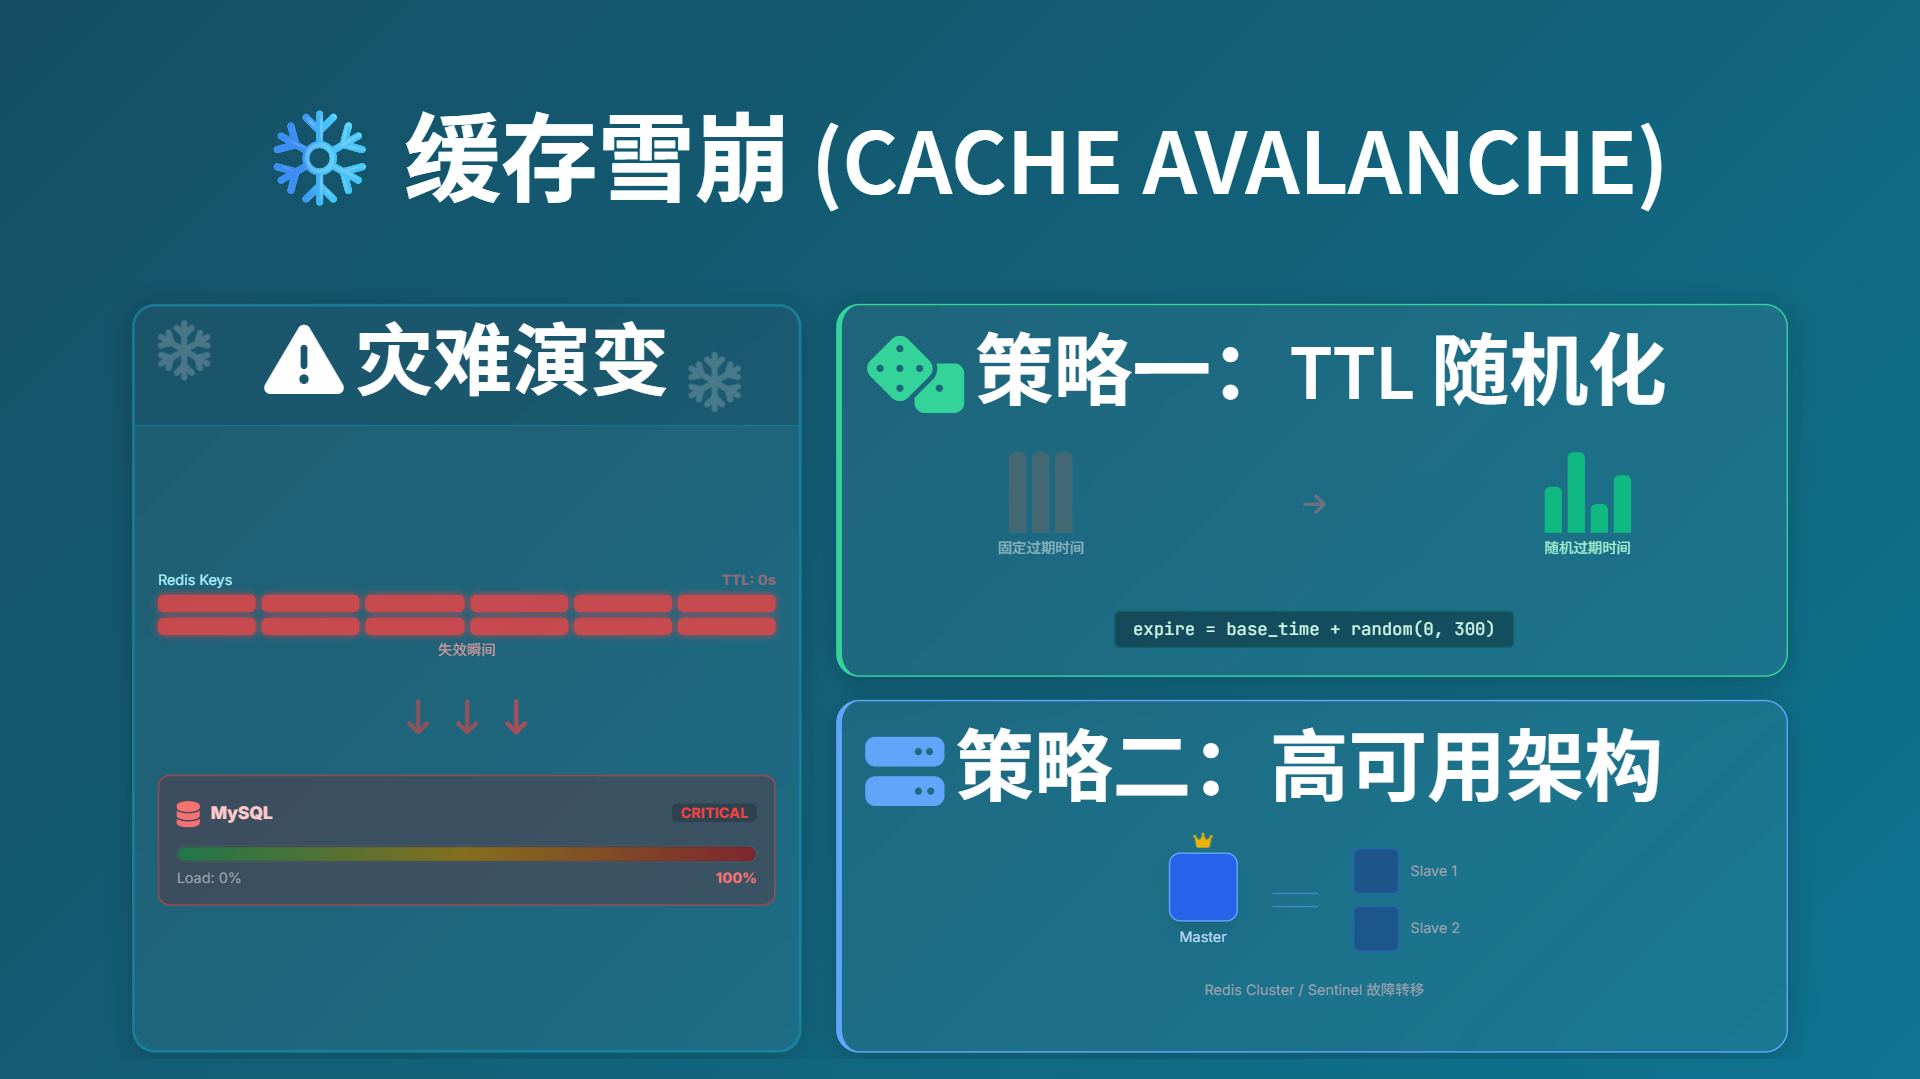 缓存雪崩 (CACHE AVALANCHE)
灾难演变
Redis Keys
TTL: 0s
失效瞬间
MySQL
CRITICAL
Load: 0%
100%
策略一：TTL 随机化
固定过期时间
随机过期时间
expire = base_time + random(0, 300)
策略二：高可用架构
Master
Slave 1
Slave 2
Redis Cluster / Sentinel 故障转移